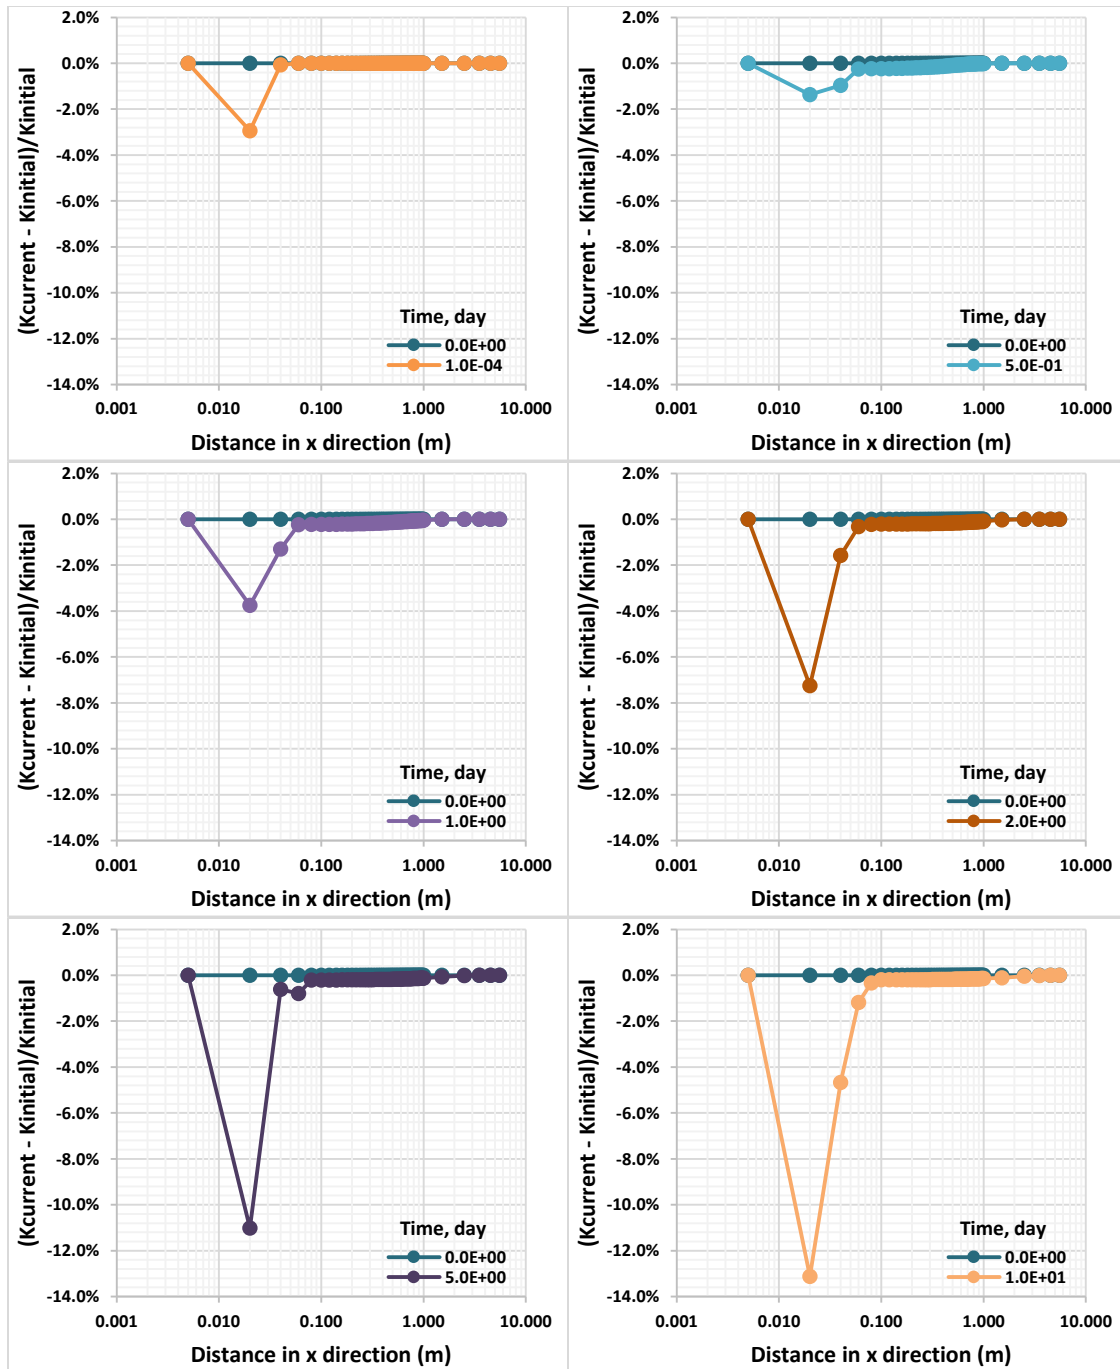 2.0%
0.0%
-2.0%
-4.0%
-6.0%
-8.0%
-10.0%
-12.0%
-14.0%
(Kcurrent - Kinitial)/Kinitial
Time, day
0.0E+00
1.0E-04
0.001 0.010 0.100 1.000 10.000
Distance in x direction (m)
2.0%
0.0%
-2.0%
-4.0%
-6.0%
-8.0%
-10.0%
-12.0%
-14.0%
(Kcurrent - Kinitial)/Kinitial
Time, day
0.0E+00
5.0E-01
0.001 0.010 0.100 1.000 10.000
Distance in x direction (m)
2.0%
0.0%
-2.0%
-4.0%
-6.0%
-8.0%
-10.0%
-12.0%
-14.0%
(Kcurrent - Kinitial)/Kinitial
Time, day
0.0E+00
1.0E+00
0.001 0.010 0.100 1.000 10.000
Distance in x direction (m)
2.0%
0.0%
-2.0%
-4.0%
-6.0%
-8.0%
-10.0%
-12.0%
-14.0%
(Kcurrent - Kinitial)/Kinitial
Time, day
0.0E+00
2.0E+00
0.001 0.010 0.100 1.000 10.000
Distance in x direction (m)
2.0%
0.0%
-2.0%
-4.0%
-6.0%
-8.0%
-10.0%
-12.0%
-14.0%
(Kcurrent - Kinitial)/Kinitial
Time, day
0.0E+00
5.0E+00
0.001 0.010 0.100 1.000 10.000
Distance in x direction (m)
2.0%
0.0%
-2.0%
-4.0%
-6.0%
-8.0%
-10.0%
-12.0%
-14.0%
(Kcurrent - Kinitial)/Kinitial
Time, day
0.0E+00
1.0E+01
0.001 0.010 0.100 1.000 10.000
Distance in x direction (m)